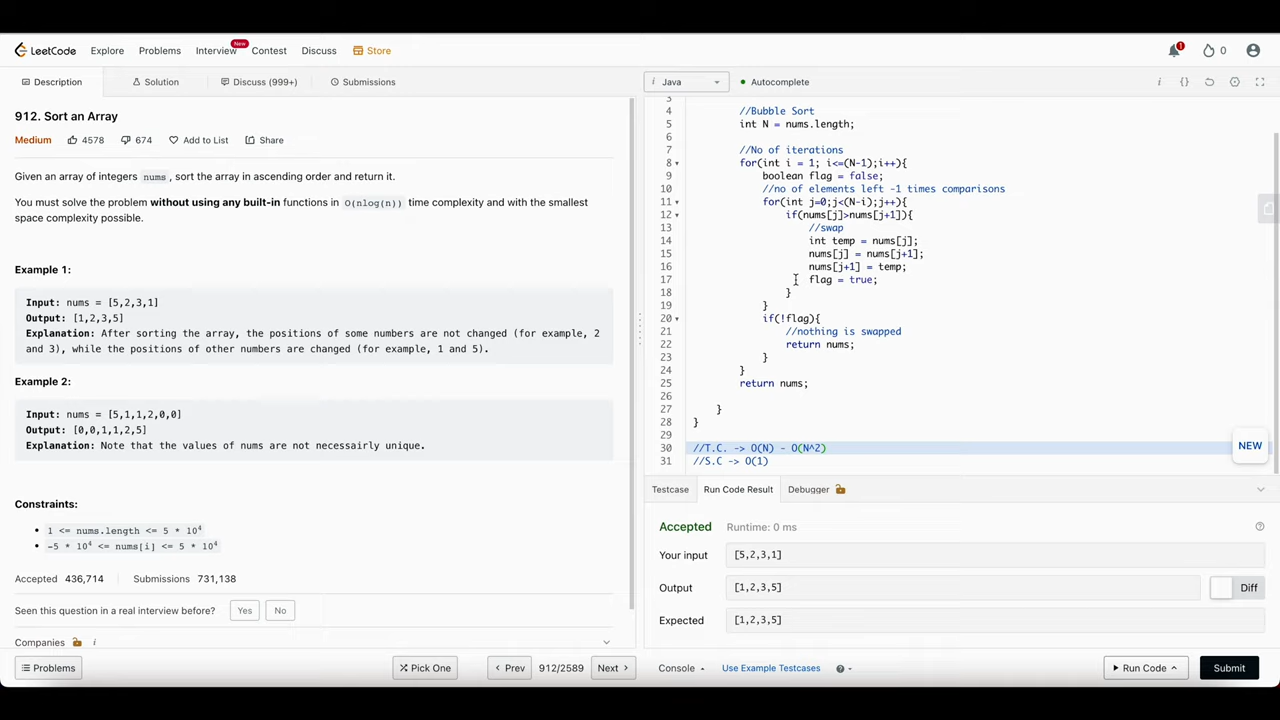 LeetCode
Explore
Problems
Interview
New
Contest
Discuss
Store
1
0
Description
Solution
Discuss (999+)
Submissions
i Java
Autocomplete
i {}
912. Sort an Array
Medium
4578
674
Add to List
Share
Given an array of integers nums, sort the array in ascending order and return it.
You must solve the problem without using any built-in functions in O(nlog(n)) time complexity and with the smallest
space complexity possible.
Example 1:
Input: nums = [5,2,3,1]
Output: [1,2,3,5]
Explanation: After sorting the array, the positions of some numbers are not changed (for example, 2
and 3), while the positions of other numbers are changed (for example, 1 and 5).
Example 2:
Input: nums = [5,1,1,2,0,0]
Output: [0,0,1,1,2,5]
Explanation: Note that the values of nums are not necessairly unique.
Constraints:
1 <= nums.length <= 5 * 10⁴
-5 * 10⁴ <= nums[i] <= 5 * 10⁴
Accepted 436,714
Submissions 731,138
Seen this question in a real interview before?
Yes
No
Companies i
Problems
Pick One
Prev
912/2589
Next
3
4 //Bubble Sort
5 int N = nums.length;
6
7 //No of iterations
8 for(int i = 1; i<=(N-1);i++){
9 boolean flag = false;
10 //no of elements left -1 times comparisons
11 for(int j=0;j<(N-i);j++){
12 if(nums[j]>nums[j+1]){
13 //swap
14 int temp = nums[j];
15 nums[j] = nums[j+1];
16 nums[j+1] = temp;
17 flag = true;
18 }
19 }
20 if(!flag){
21 //nothing is swapped
22 return nums;
23 }
24 }
25 return nums;
26
27 }
28 }
29
30 //T.C. -> O(N) - O(N^2)
31 //S.C -> O(1)
NEW
Testcase
Run Code Result
Debugger
Accepted
Runtime: 0 ms
Your input
[5,2,3,1]
Output
[1,2,3,5]
Diff
Expected
[1,2,3,5]
Console
Use Example Testcases
Run Code
Submit